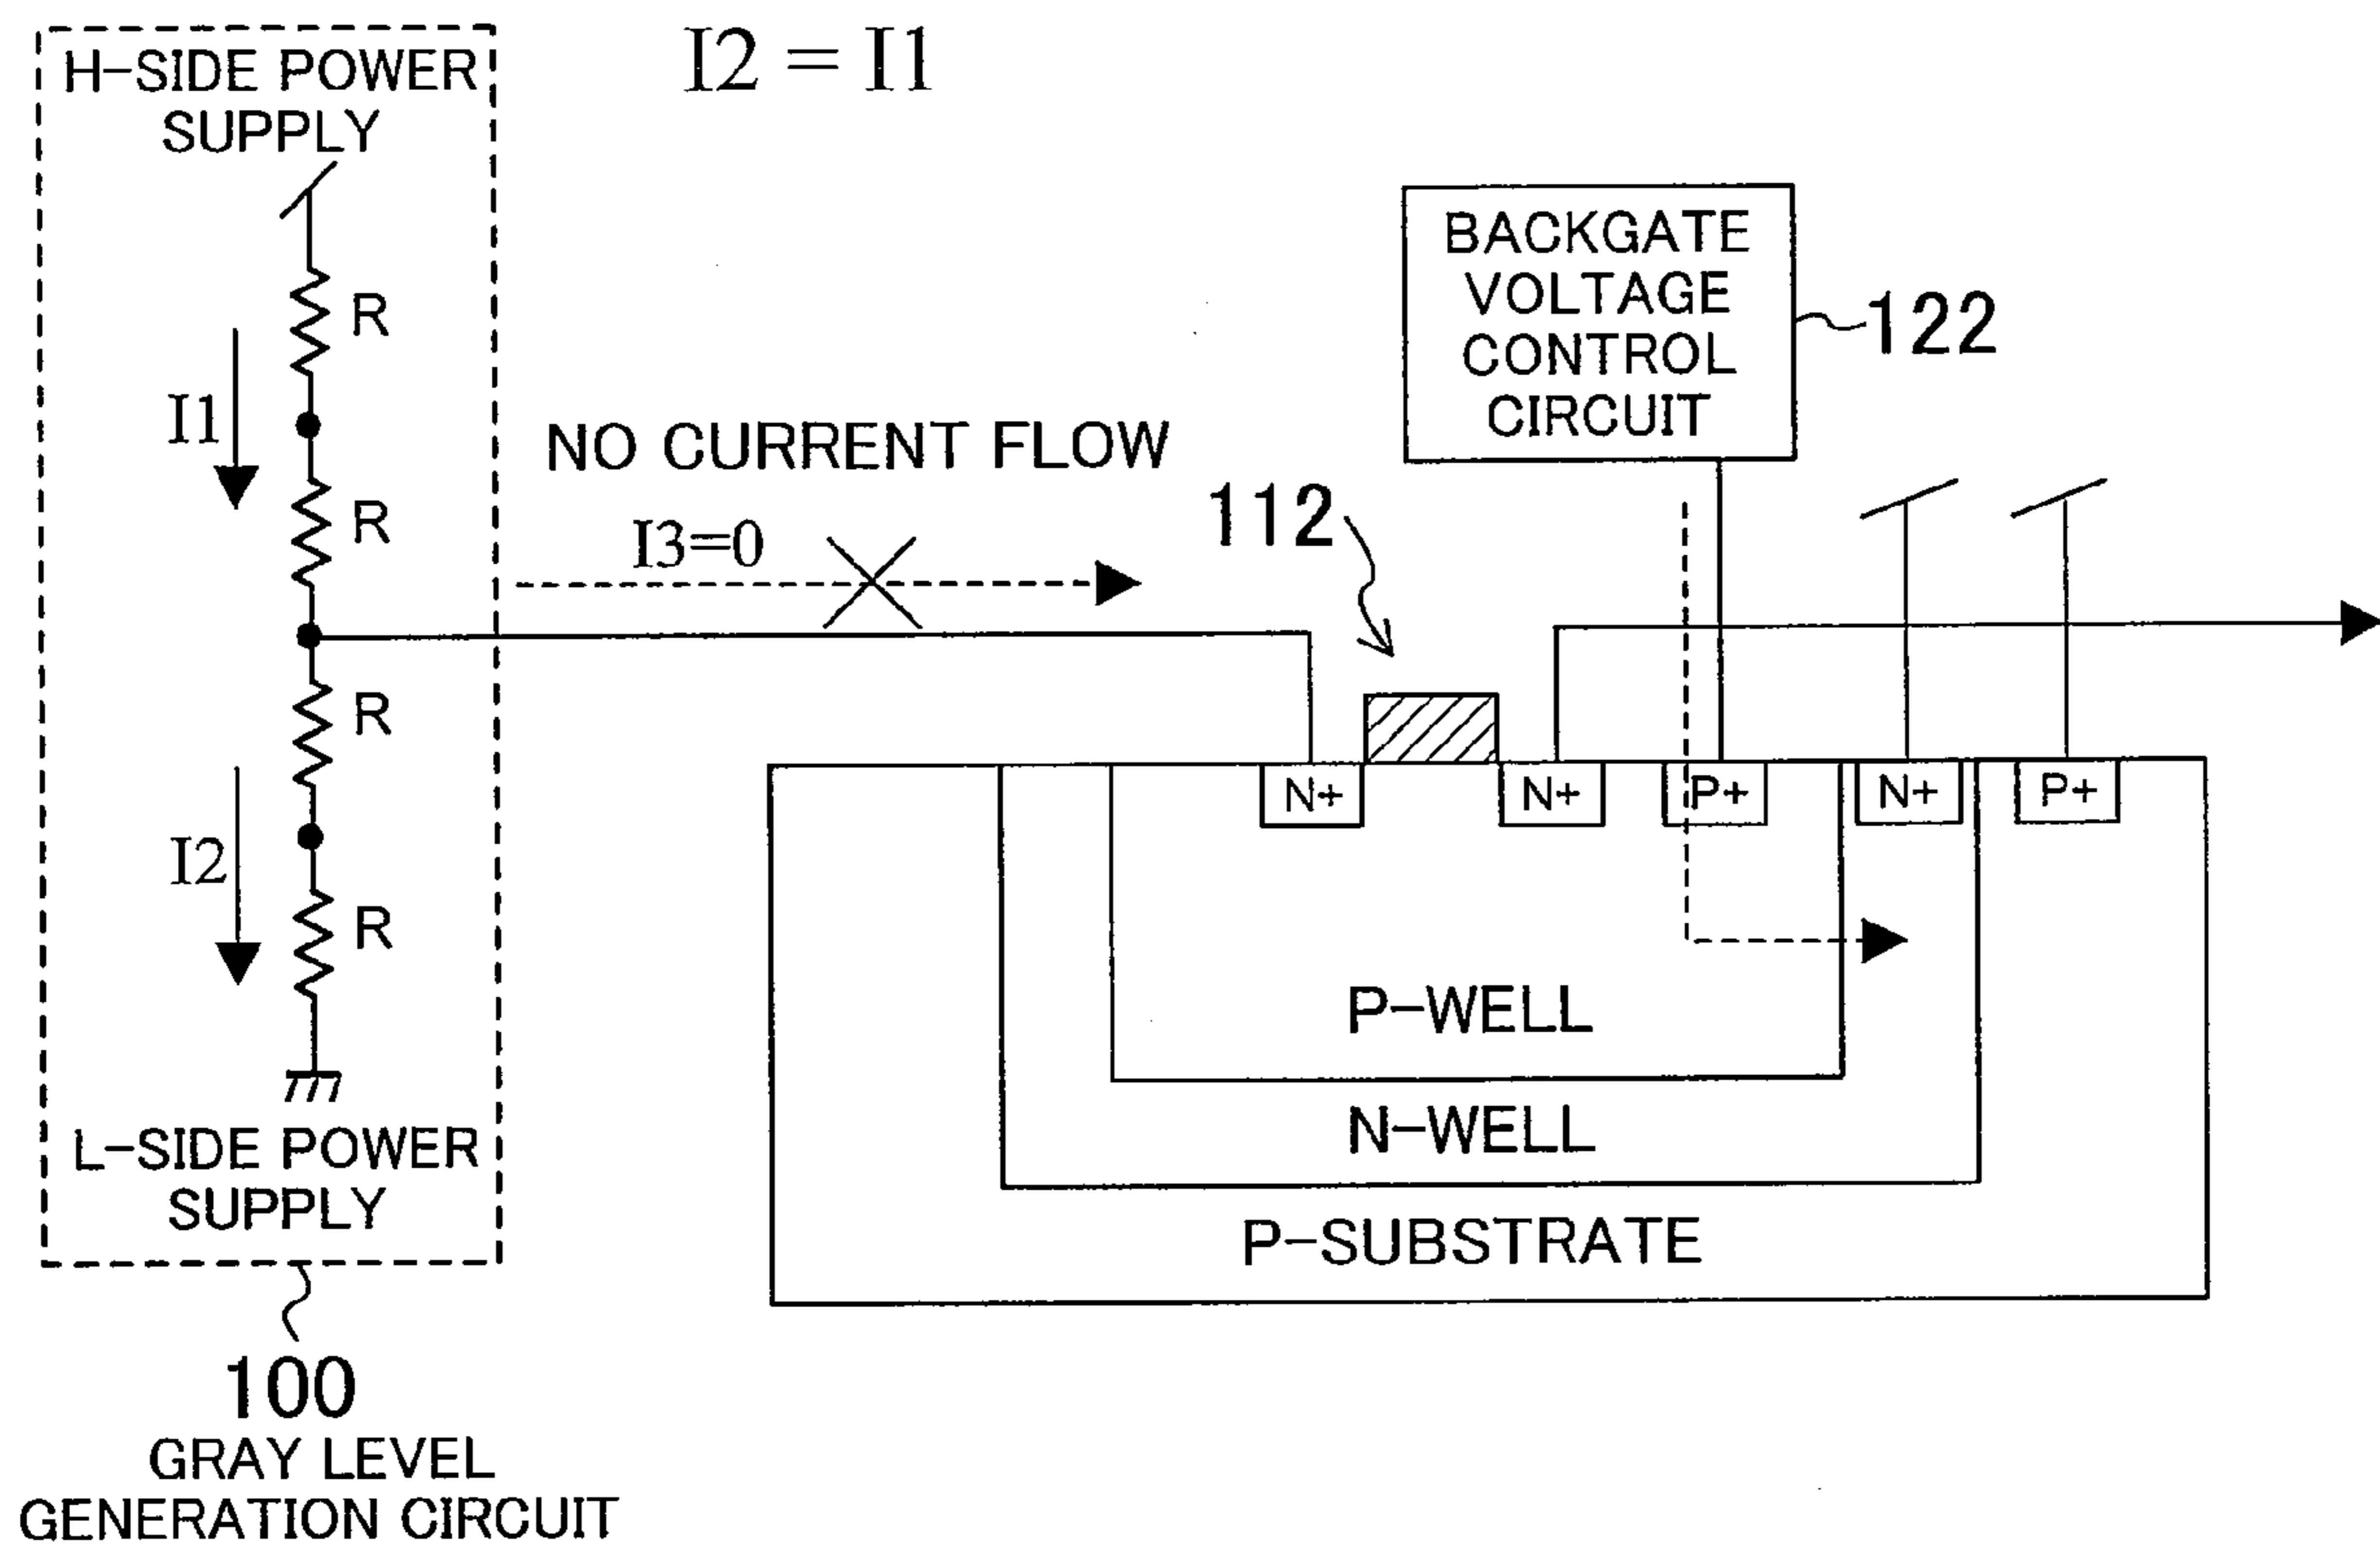 H-SIDE POWER
SUPPLY
I2 = I1
BACKGATE
VOLTAGE
CONTROL
CIRCUIT
122
R
I1
R
NO CURRENT FLOW
I3=0
112
R
N+
N+
P+
N+
P+
I2
R
P-WELL
N-WELL
P-SUBSTRATE
L-SIDE POWER
SUPPLY
100
GRAY LEVEL
GENERATION CIRCUIT